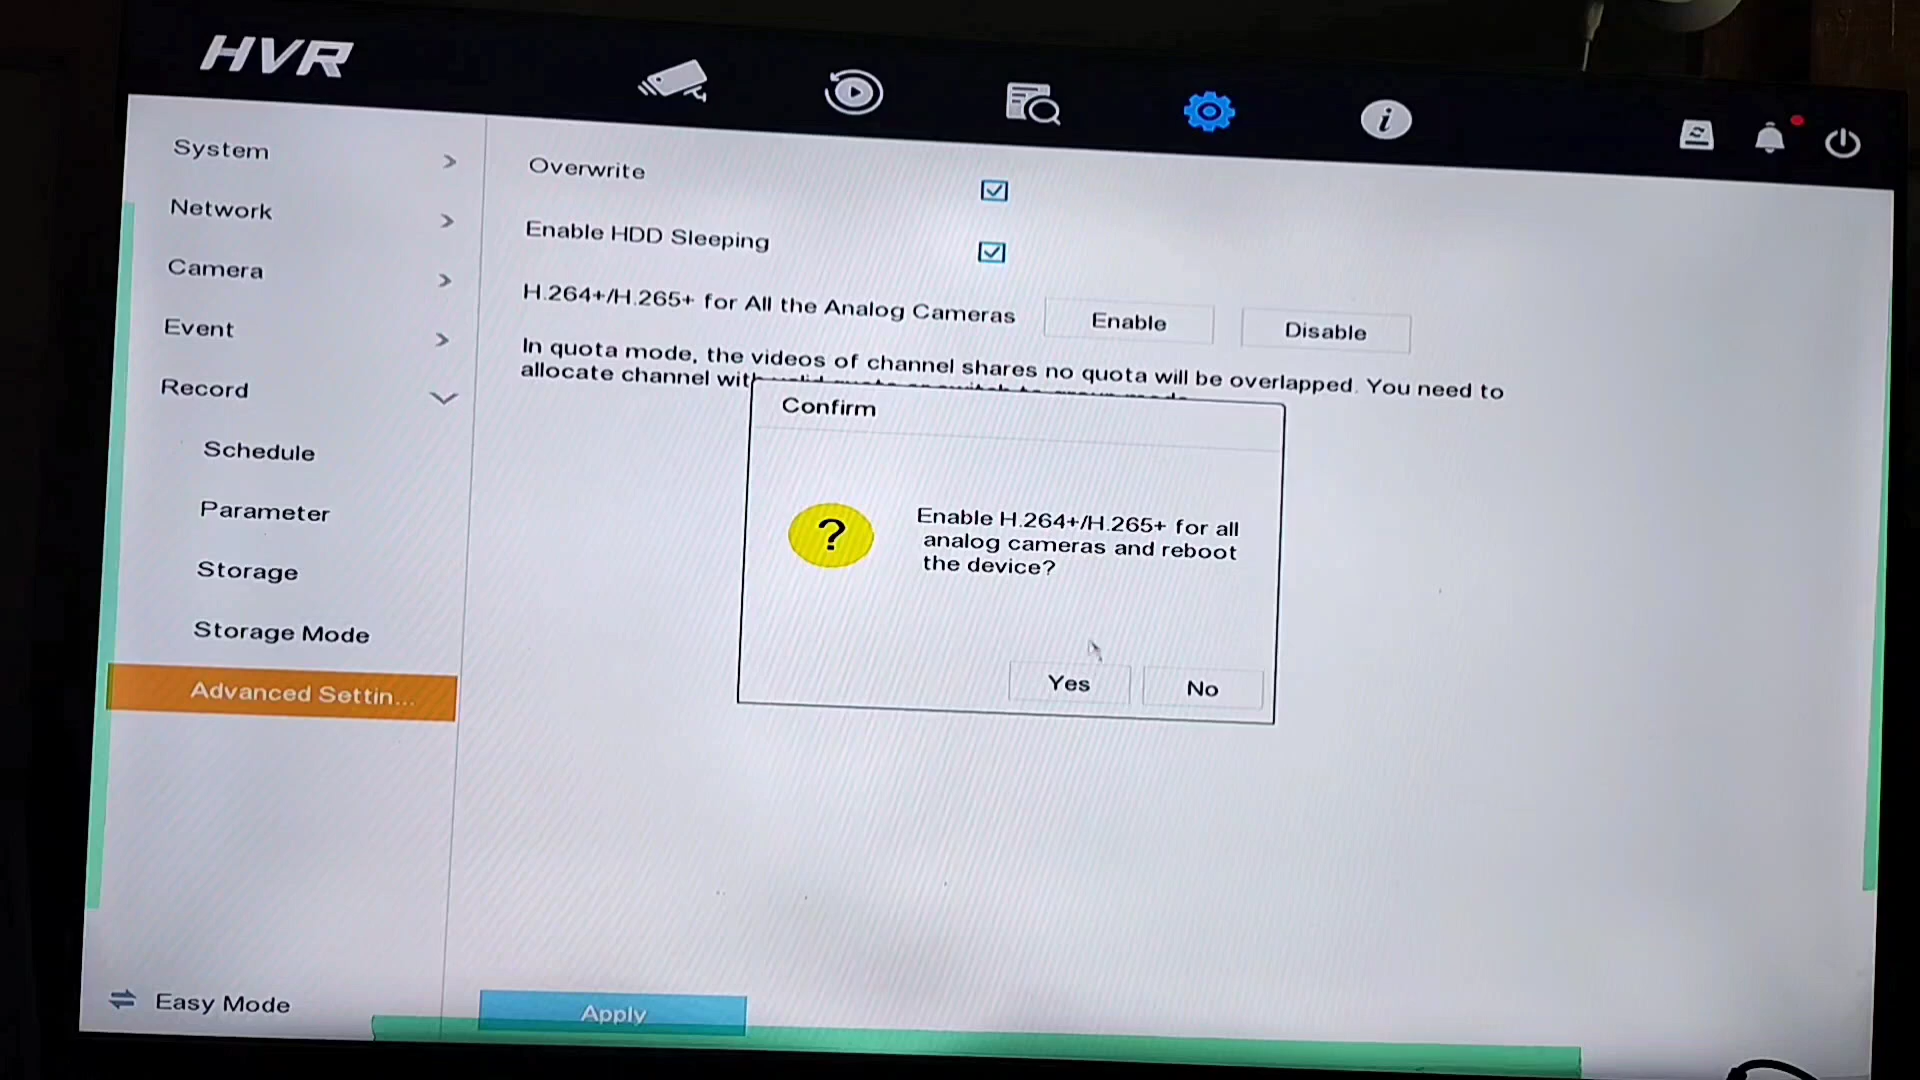 HVR
System
Network
Camera
Event
Record
Schedule
Parameter
Storage
Storage Mode
Advanced Settin...
Easy Mode
Overwrite
Enable HDD Sleeping
H.264+/H.265+ for All the Analog Cameras
Enable
Disable
In quota mode, the videos of channel shares no quota will be overlapped. You need to
allocate channel with
Confirm
?
Enable H.264+/H.265+ for all
analog cameras and reboot
the device?
Yes
No
Apply